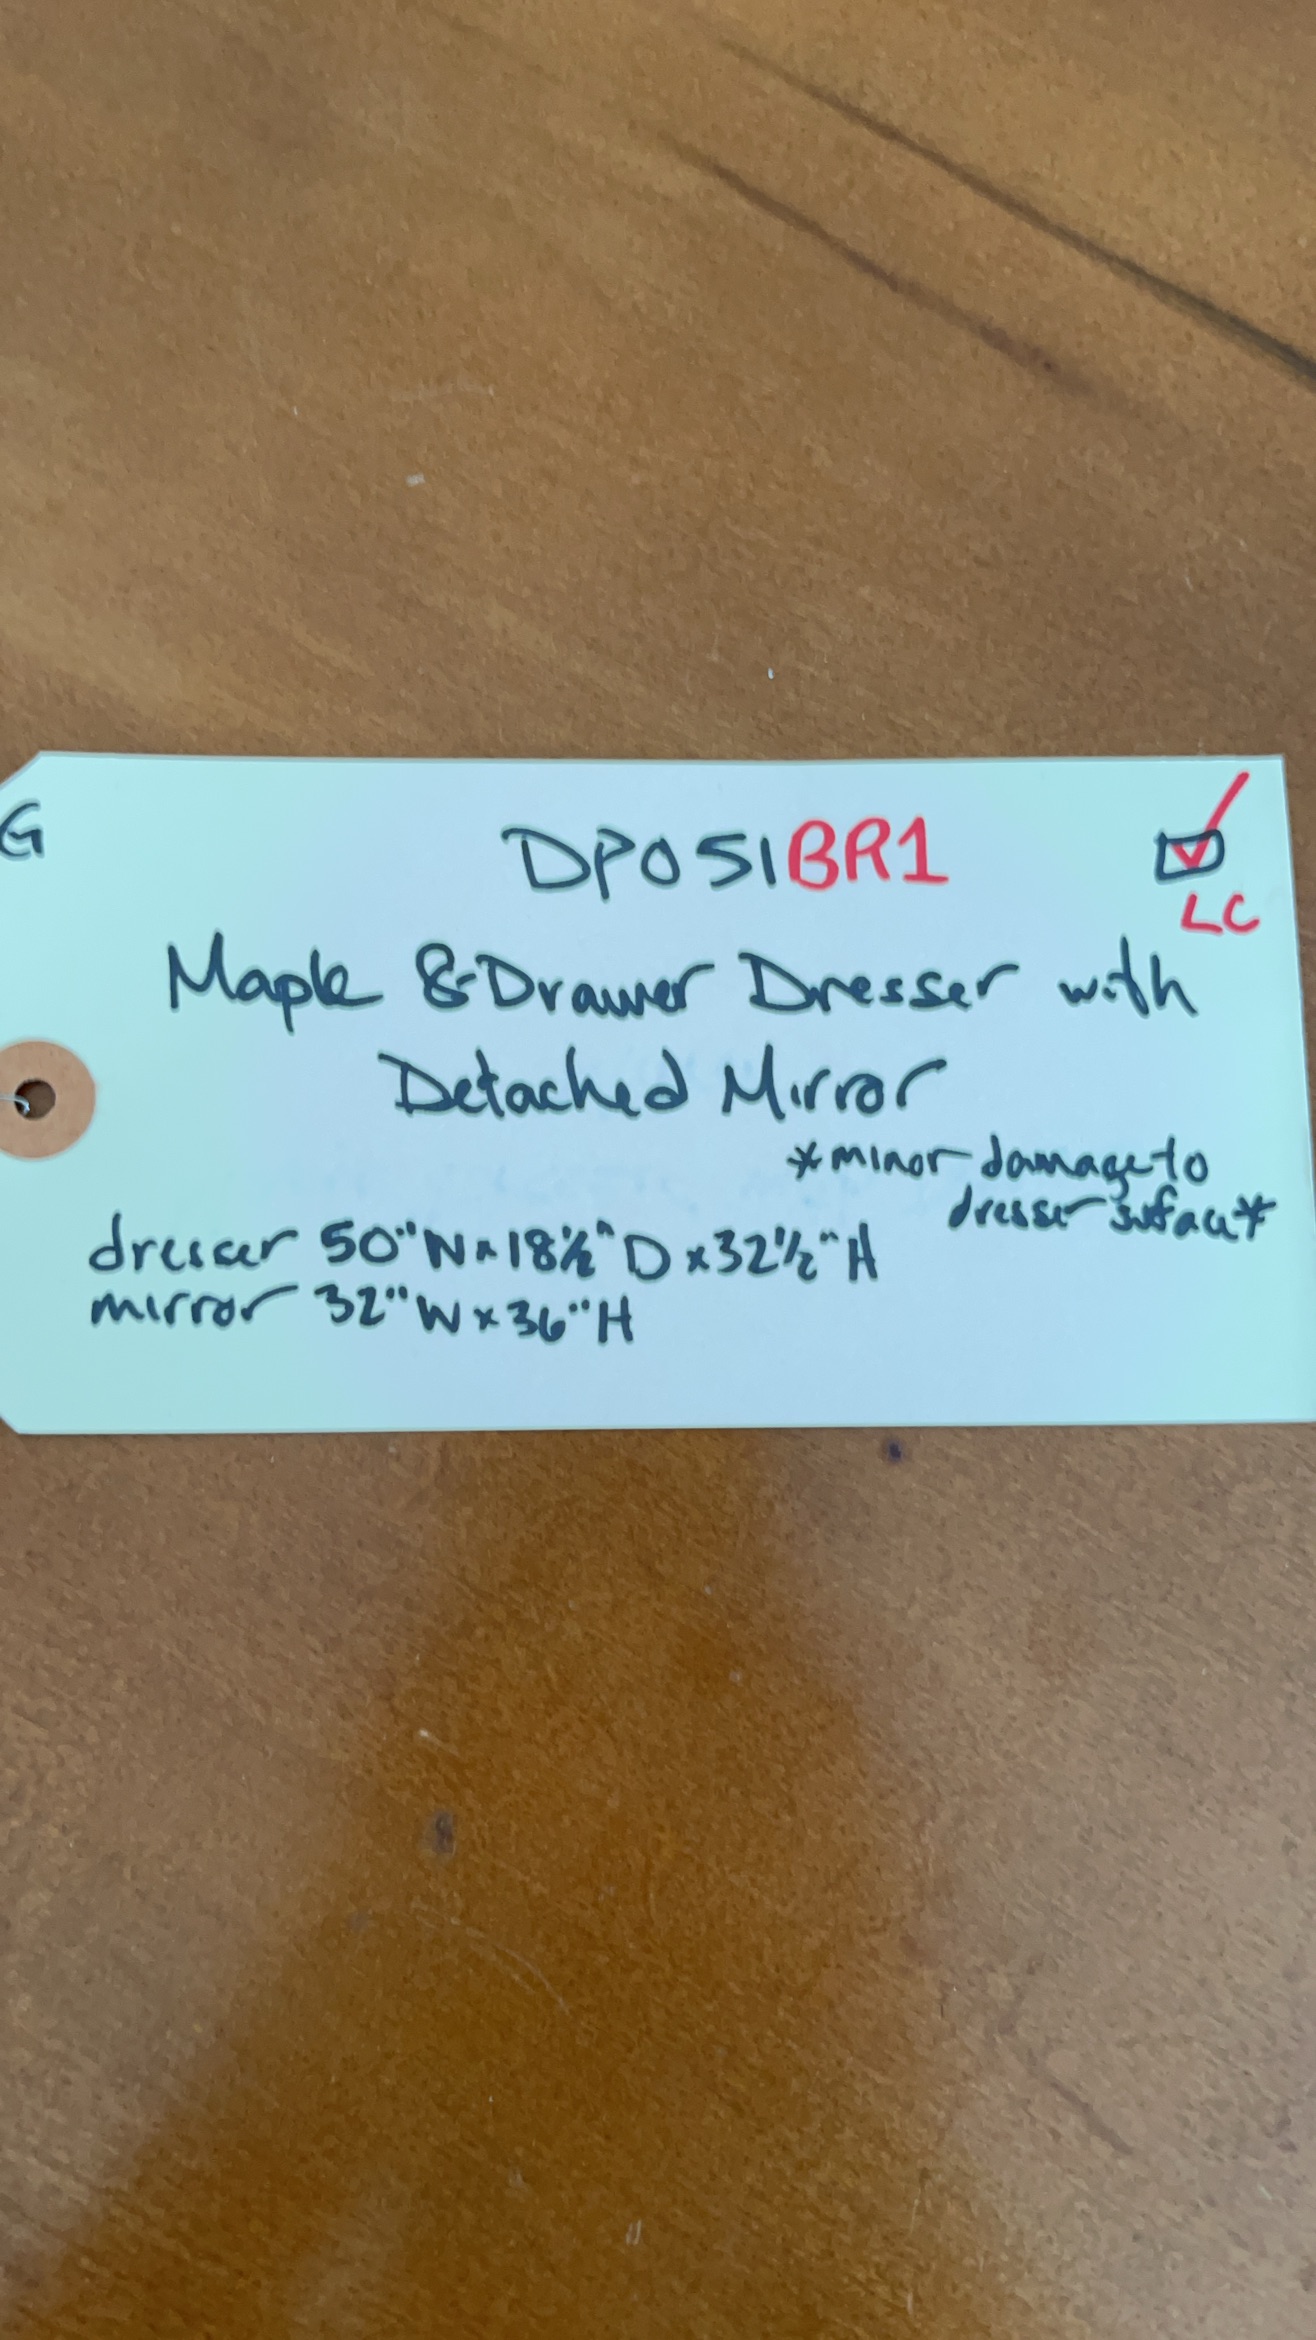 G
DP051BR1
LC
Maple 8-Drawer Dresser with
Detached Mirror
*minor damage to
dresser surface*
dresser 50"W x 18½"D x 32½"H
mirror 32"W x 36"H